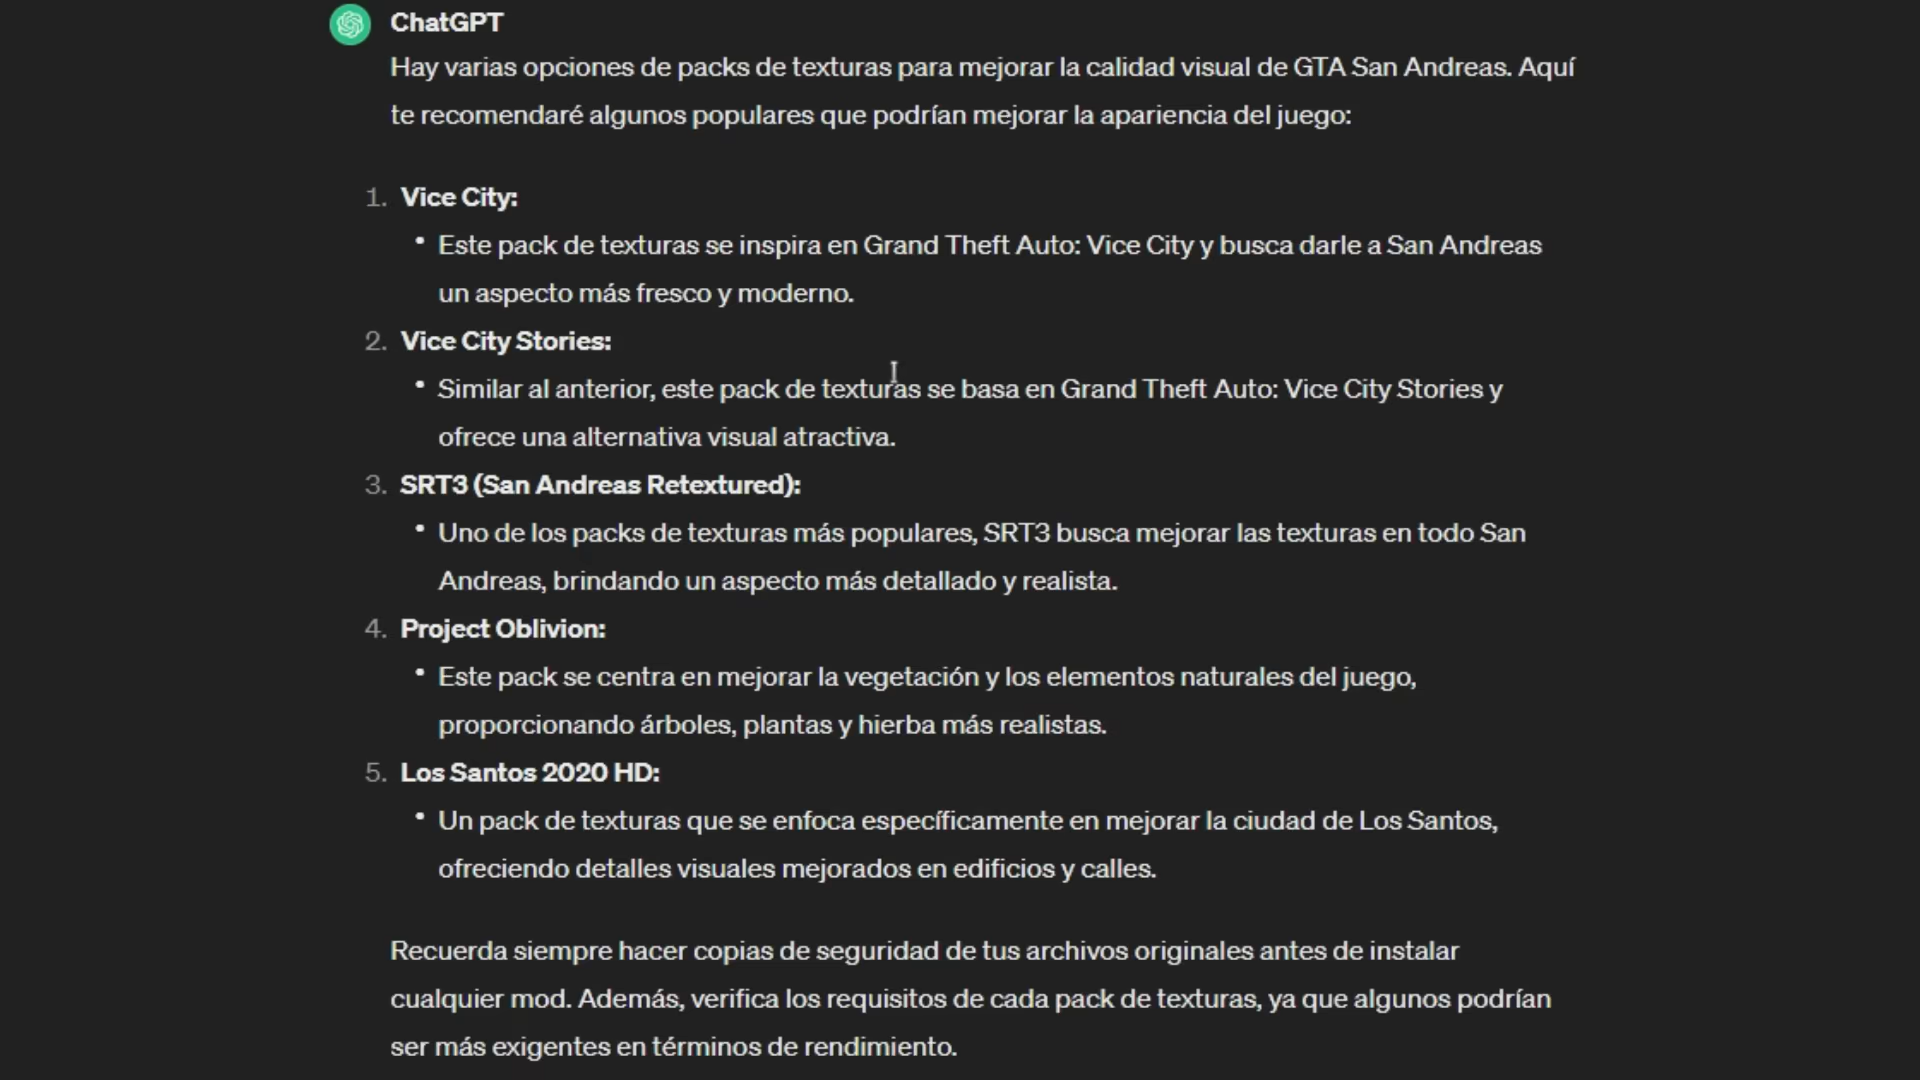 ChatGPT
Hay varias opciones de packs de texturas para mejorar la calidad visual de GTA San Andreas. Aquí
te recomendaré algunos populares que podrían mejorar la apariencia del juego:
1. Vice City:
• Este pack de texturas se inspira en Grand Theft Auto: Vice City y busca darle a San Andreas
un aspecto más fresco y moderno.
2. Vice City Stories:
• Similar al anterior, este pack de texturas se basa en Grand Theft Auto: Vice City Stories y
ofrece una alternativa visual atractiva.
3. SRT3 (San Andreas Retextured):
• Uno de los packs de texturas más populares, SRT3 busca mejorar las texturas en todo San
Andreas, brindando un aspecto más detallado y realista.
4. Project Oblivion:
• Este pack se centra en mejorar la vegetación y los elementos naturales del juego,
proporcionando árboles, plantas y hierba más realistas.
5. Los Santos 2020 HD:
• Un pack de texturas que se enfoca específicamente en mejorar la ciudad de Los Santos,
ofreciendo detalles visuales mejorados en edificios y calles.
Recuerda siempre hacer copias de seguridad de tus archivos originales antes de instalar
cualquier mod. Además, verifica los requisitos de cada pack de texturas, ya que algunos podrían
ser más exigentes en términos de rendimiento.